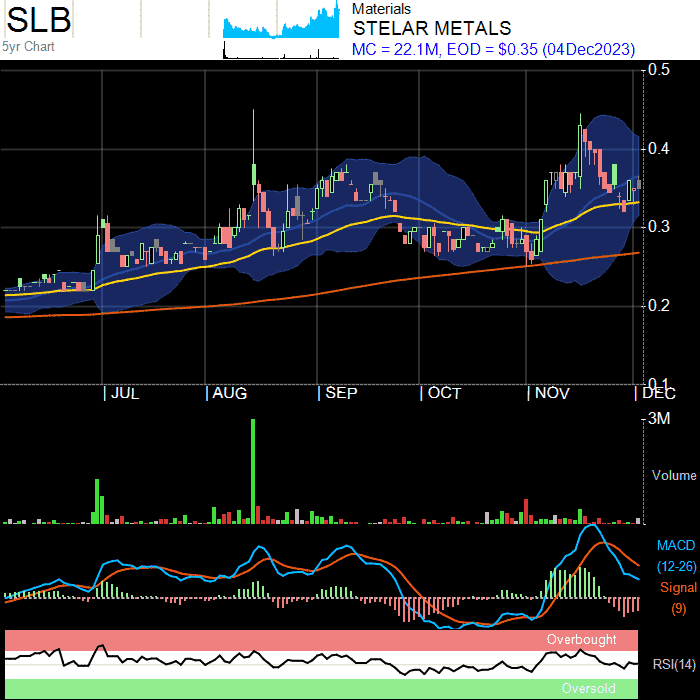 SLB
5yr Chart
Materials
STELAR METALS
MC = 22.1M, EOD = $0.35 (04Dec2023)
0.5
0.4
0.3
0.2
0.1
JUL AUG SEP OCT NOV DEC
3M
Volume
MACD
(12-26)
Signal
(9)
Overbought
RSI(14)
Oversold